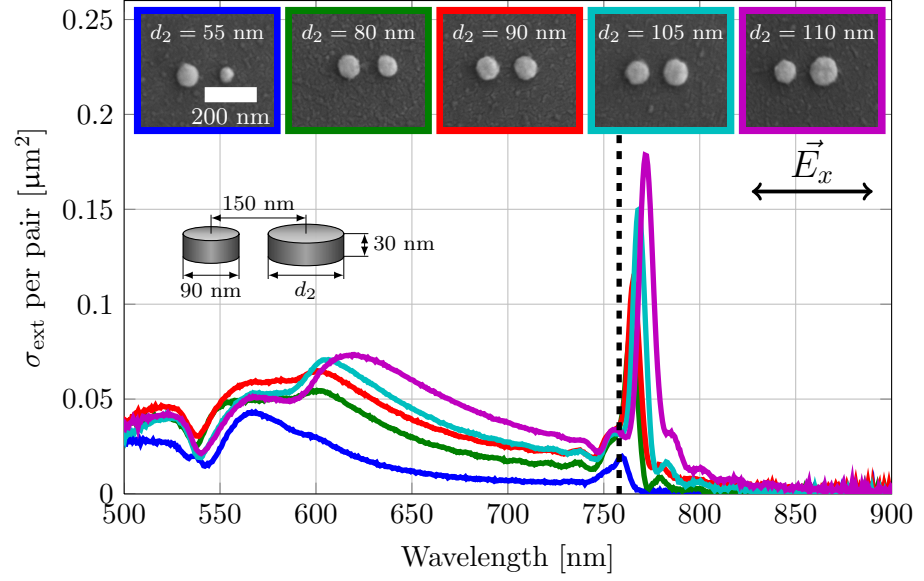 d₂ = 55 nm
d₂ = 80 nm
d₂ = 90 nm
d₂ = 105 nm
d₂ = 110 nm
200 nm
E⃗ₓ
150 nm
30 nm
90 nm
d₂
0.25
0.2
0.15
0.1
0.05
0
σₑₓₜ per pair [μm²]
500
550
600
650
700
750
800
850
900
Wavelength [nm]